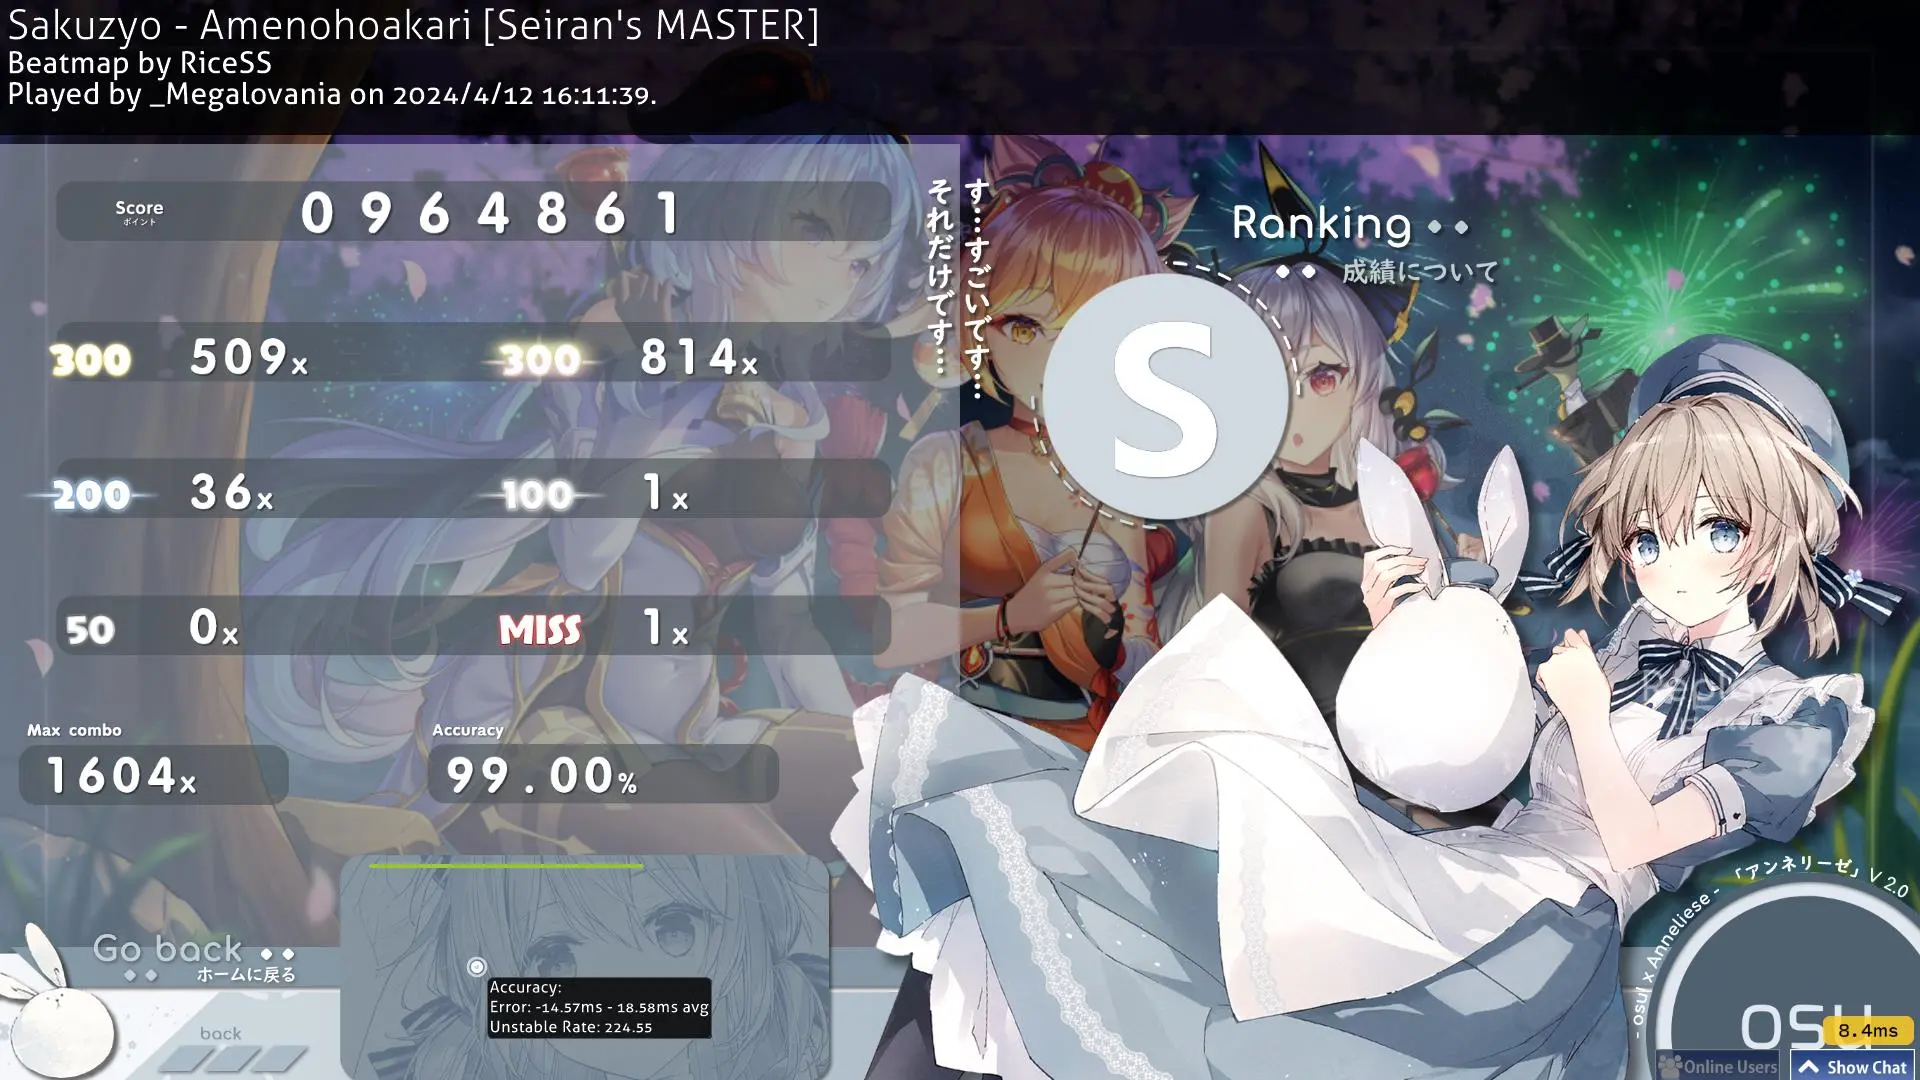 Sakuzyo - Amenohoakari [Seiran's MASTER]
Beatmap by RiceSS
Played by _Megalovania on 2024/4/12 16:11:39.
Score
ポイント
0964861
す…すごいです…
それだけです…
Ranking
成績について
S
300 509x
300 814x
200 36x
100 1x
50 0x
MISS 1x
Max combo
1604x
Accuracy
99.00%
Replay
Go back
ホームに戻る
back
Accuracy:
Error: -14.57ms - 18.58ms avg
Unstable Rate: 224.55
- osu! x Anneliese - 「アンネリーゼ」 V 2.0
osu
8.4ms
Online Users
Show Chat